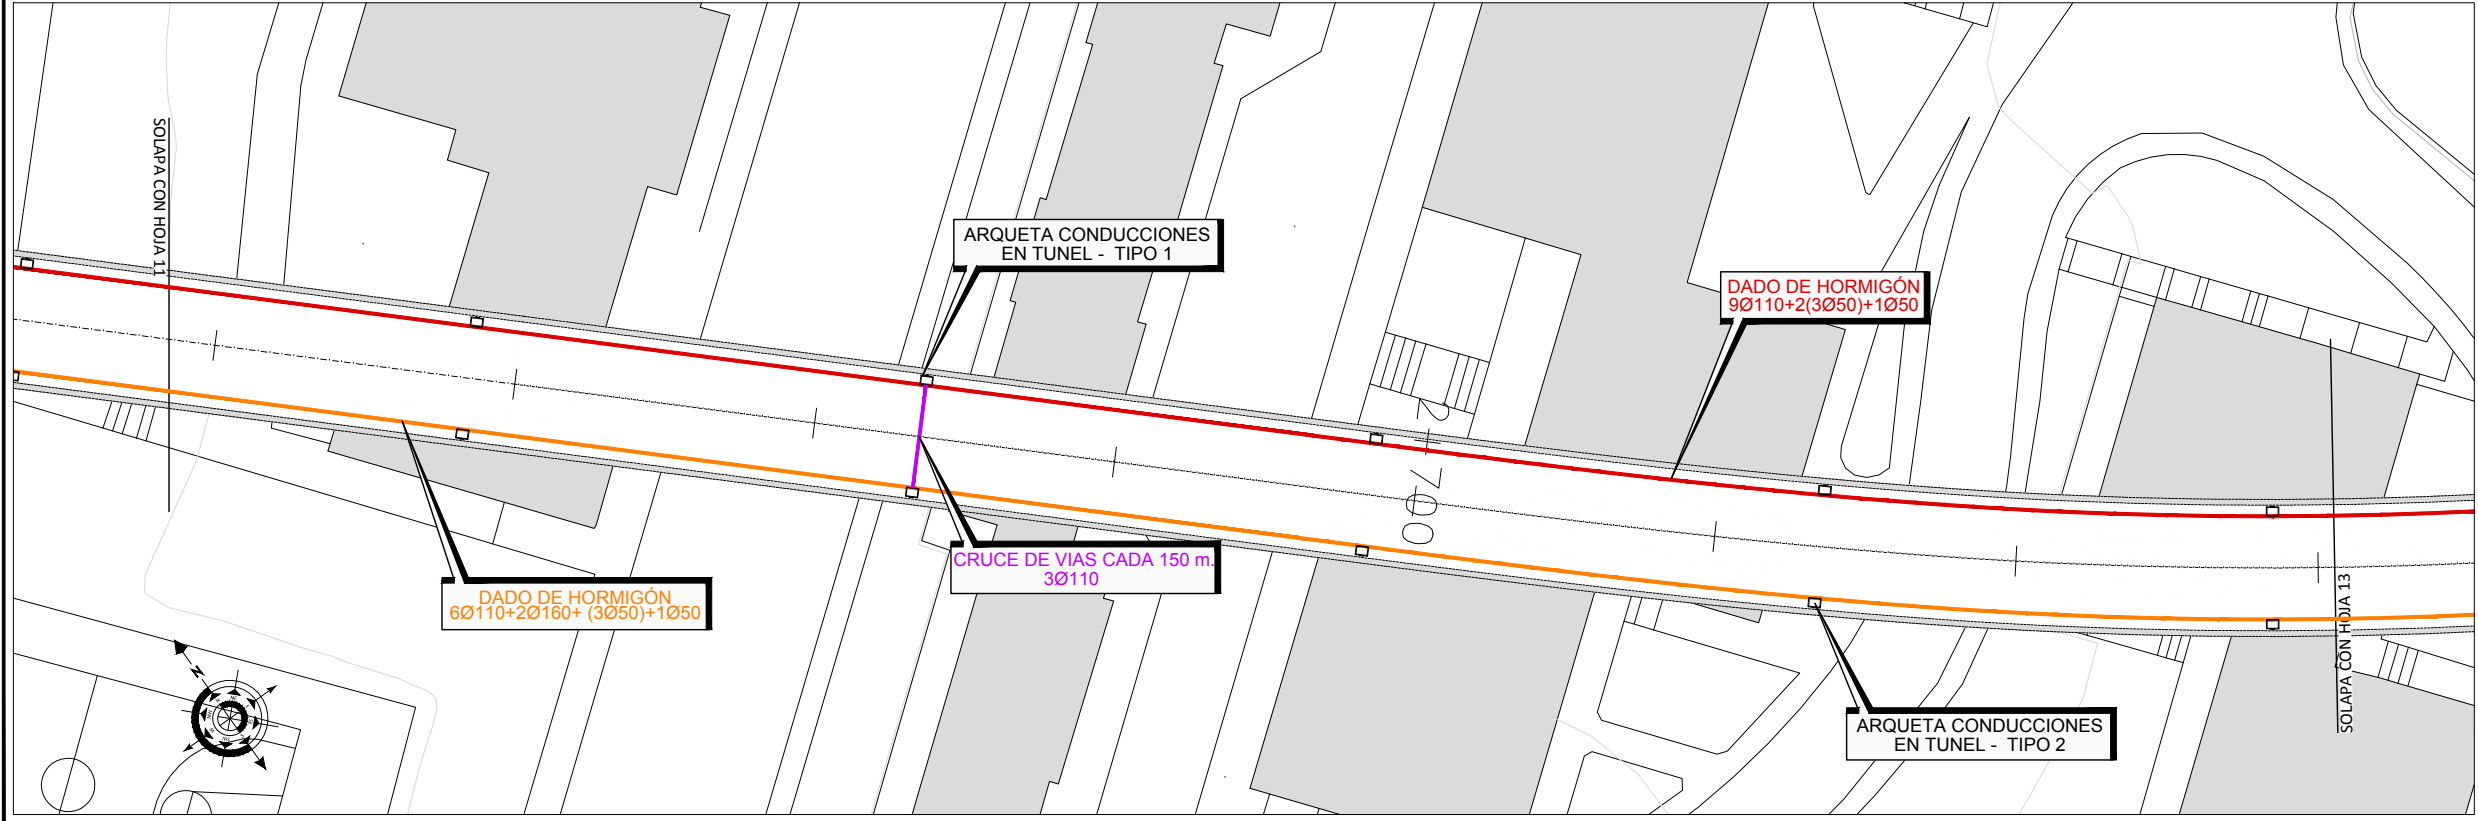 SOLAPA CON HOJA 11
ARQUETA CONDUCCIONES
EN TUNEL - TIPO 1
DADO DE HORMIGÓN
9Ø110+2(3Ø50)+1Ø50
DADO DE HORMIGÓN
6Ø110+2Ø160+ (3Ø50)+1Ø50
CRUCE DE VIAS CADA 150 m.
3Ø110
ARQUETA CONDUCCIONES
EN TUNEL - TIPO 2
SOLAPA CON HOJA 13
N